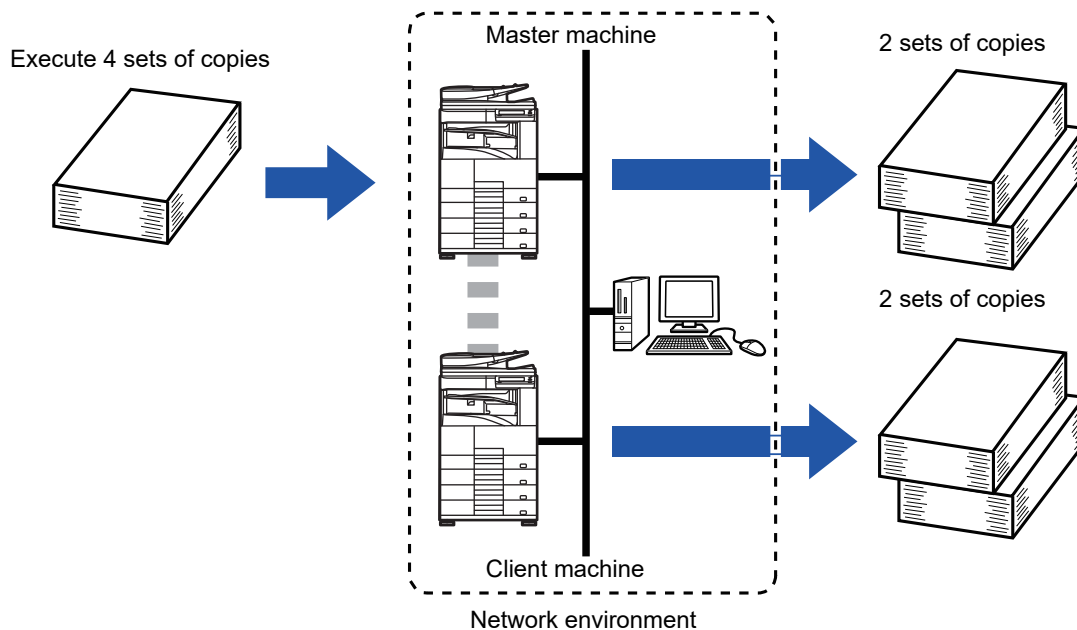 Execute 4 sets of copies
Master machine
2 sets of copies
2 sets of copies
Client machine
Network environment